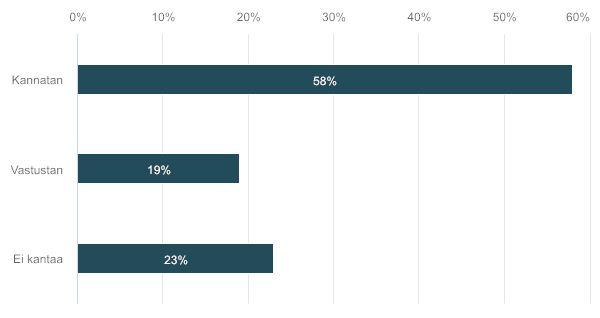 0% 10% 20% 30% 40% 50% 60%
Kannatan 58%
Vastustan 19%
Ei kantaa 23%